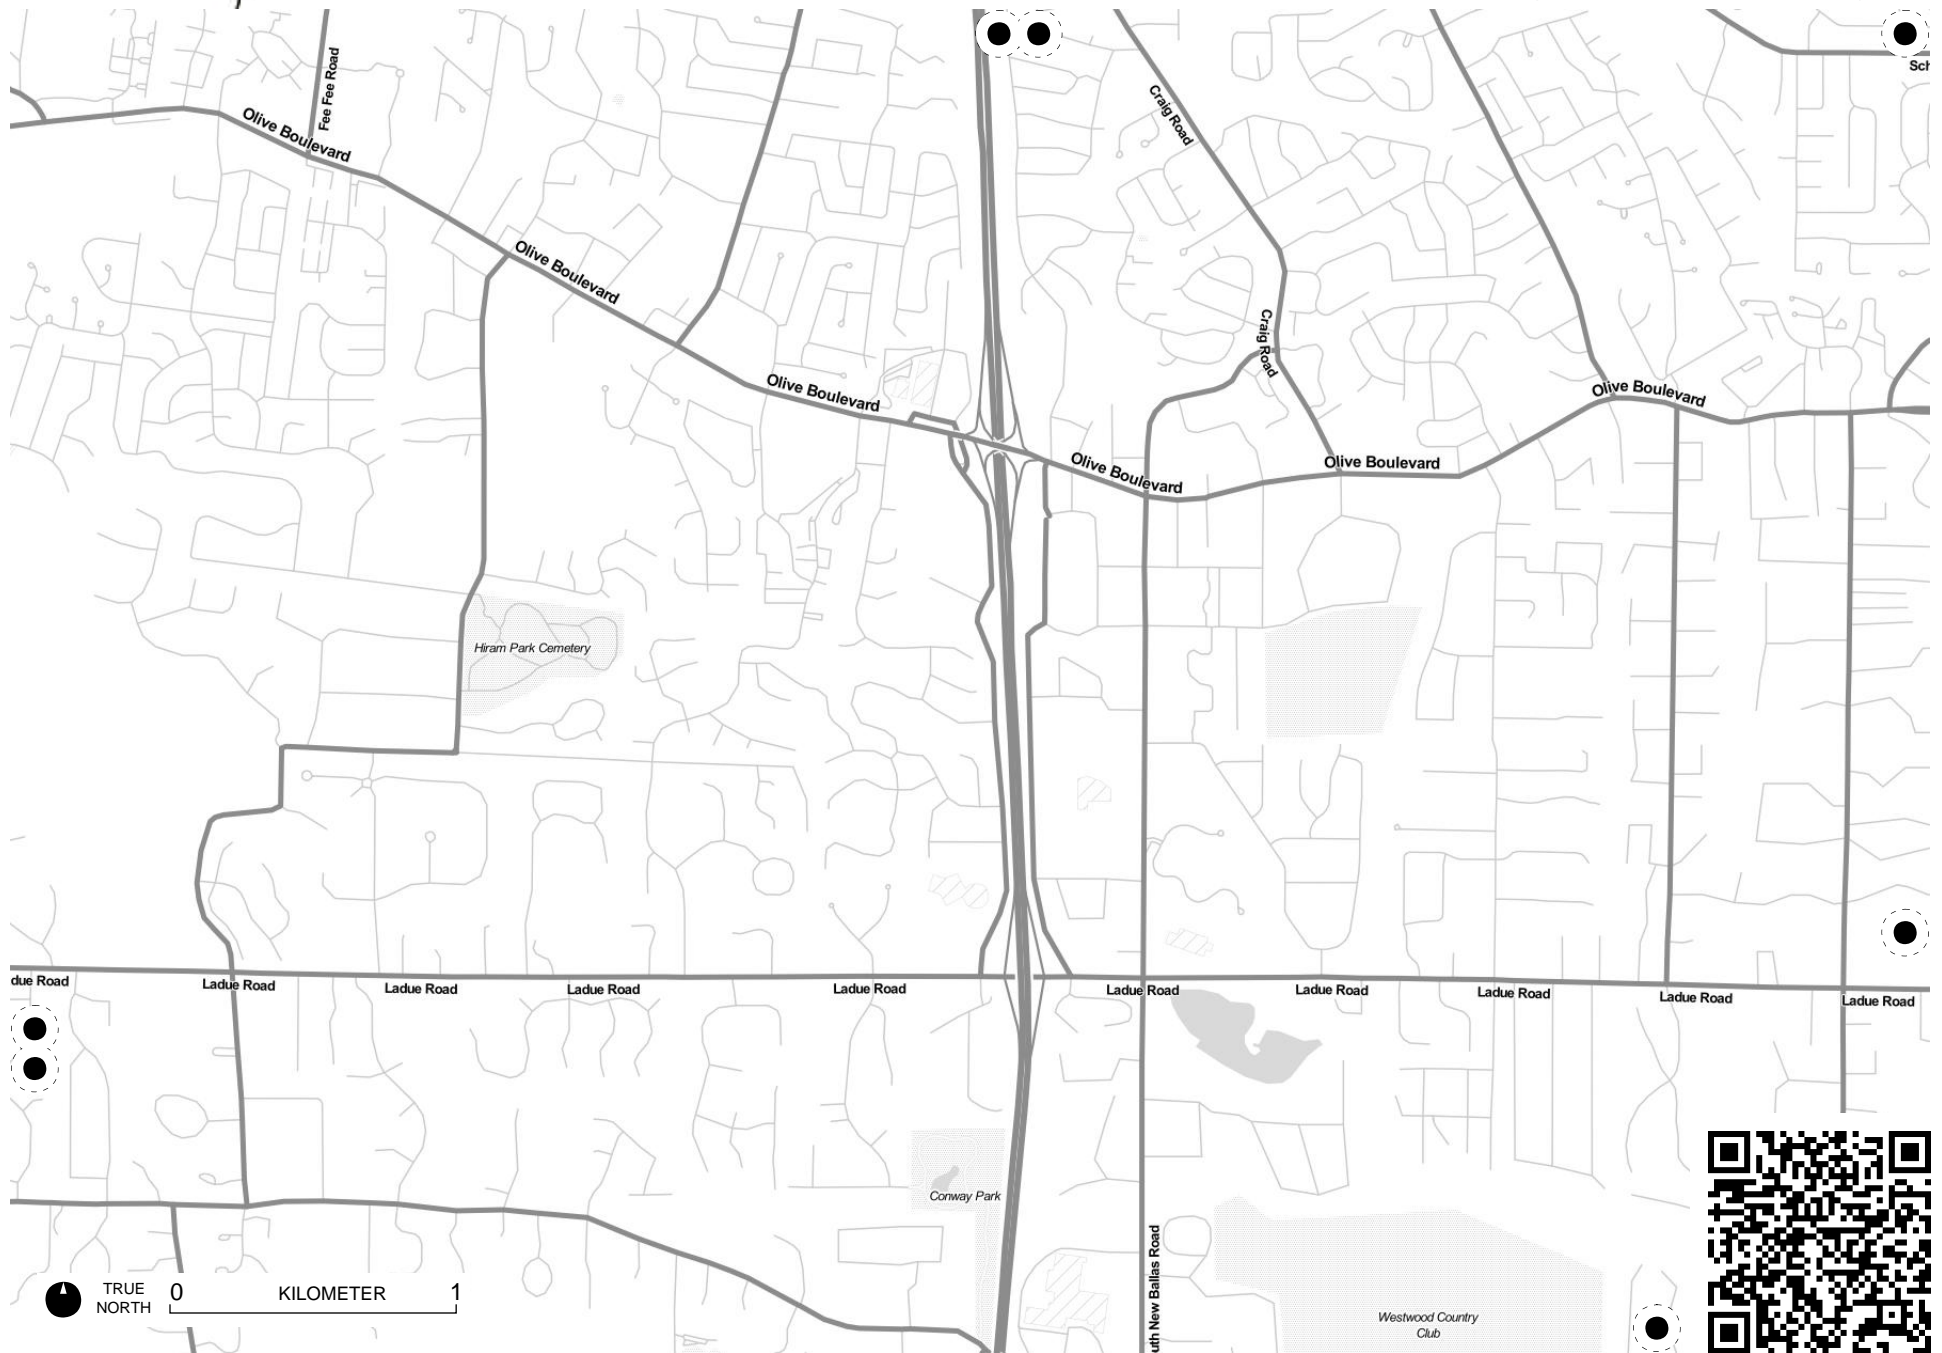 Fee Fee Road
Craig Road
Sch
Olive Boulevard
Olive Boulevard
Craig Road
Olive Boulevard
Olive Boulevard
Olive Boulevard
Olive Boulevard
Olive Boulevard
Hiram Park Cemetery
due Road
Ladue Road
Ladue Road
Ladue Road
Ladue Road
Ladue Road
Ladue Road
Ladue Road
Ladue Road
Ladue Road
Conway Park
uth New Ballas Road
TRUE
NORTH
0 KILOMETER 1
Westwood Country
Club